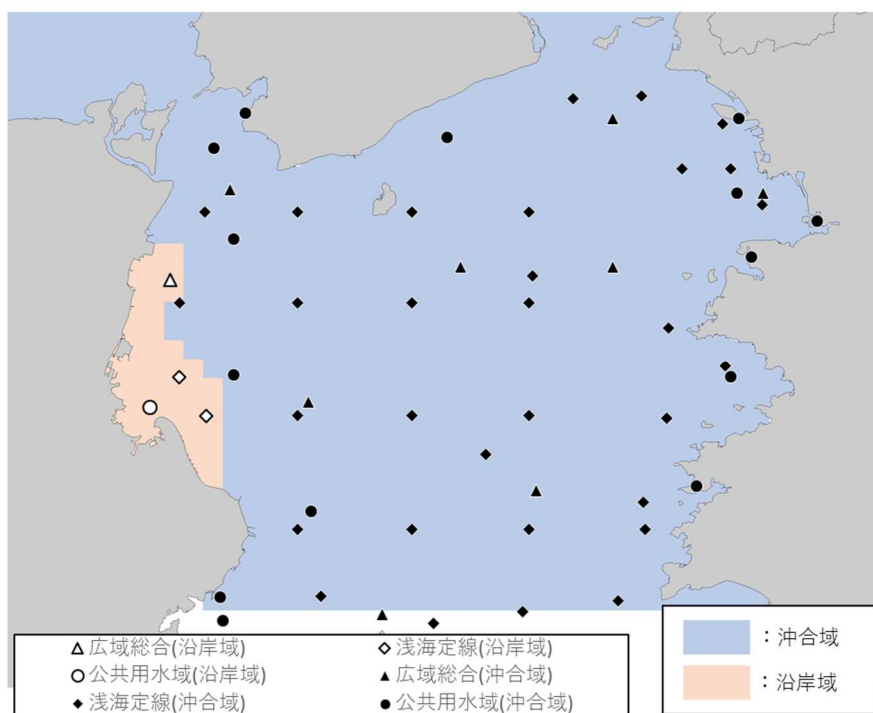 広域総合(沿岸域) 浅海定線(沿岸域)
公共用水域(沿岸域) 広域総合(沖合域)
浅海定線(沖合域) 公共用水域(沖合域)
：沖合域
：沿岸域